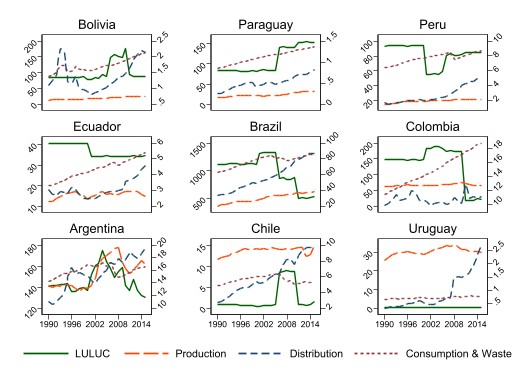 Bolivia Paraguay Peru
200 150 100 50 0 2.5 2 1.5 1 .5
150 100 50 0 1.5 1 .5
100 80 60 40 20 10 8 6 4 2
Ecuador Brazil Colombia
40 30 20 10 6 5 4 3 2
1500 1000 500 100 80 60 40 20
200 150 100 50 0 18 16 14 12 10
Argentina Chile Uruguay
180 160 140 120 20 18 16 14 12 10
15 10 5 0 10 8 6 4 2
30 20 10 0 2.5 2 1.5 1 .5
1990 1996 2002 2008 2014 1990 1996 2002 2008 2014 1990 1996 2002 2008 2014
LULUC Production Distribution Consumption & Waste